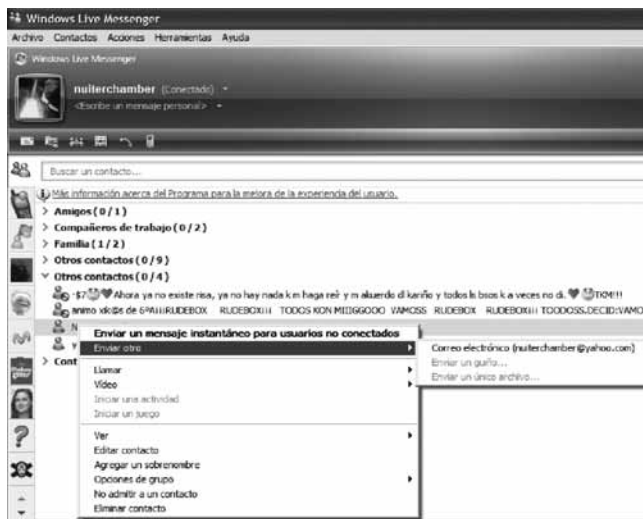 Windows Live Messenger
Archivo Contactos Acciones Herramientas Ayuda
Windows Live Messenger
nuiterchamber (Conectado)
<Escribe un mensaje personal>
Buscar un contacto...
Más información acerca del Programa para la mejora de la experiencia del usuario.
Amigos ( 0 / 1 )
Compañeros de trabajo ( 0 / 2 )
Familia ( 1 / 2 )
Otros contactos ( 0 / 9 )
Otros contactos ( 0 / 4 )
Ahora ya no existe risa, ya no hay nada k m haga reir y m akuerdo d kariño y todos ls bsos k a veces no di. TKM!!!
animo de 6ºA RUDEBOX RUDEBOX¡¡¡ TODOS KON MIDGGOOO VAMOSS RUDEBOX RUDEBOX¡¡¡ TOODOSS.DECID:VAMO
N
Enviar un mensaje instantáneo para usuarios no conectados
y
Enviar otro
Correo electrónico (nuiterchamber@yahoo.com)
Enviar un guiño...
Enviar un único archivo...
Cont
Llamar
Vídeo
Iniciar una actividad
Iniciar un juego
Ver
Editar contacto
Agregar un sobrenombre
Opciones de grupo
No admitir a un contacto
Eliminar contacto